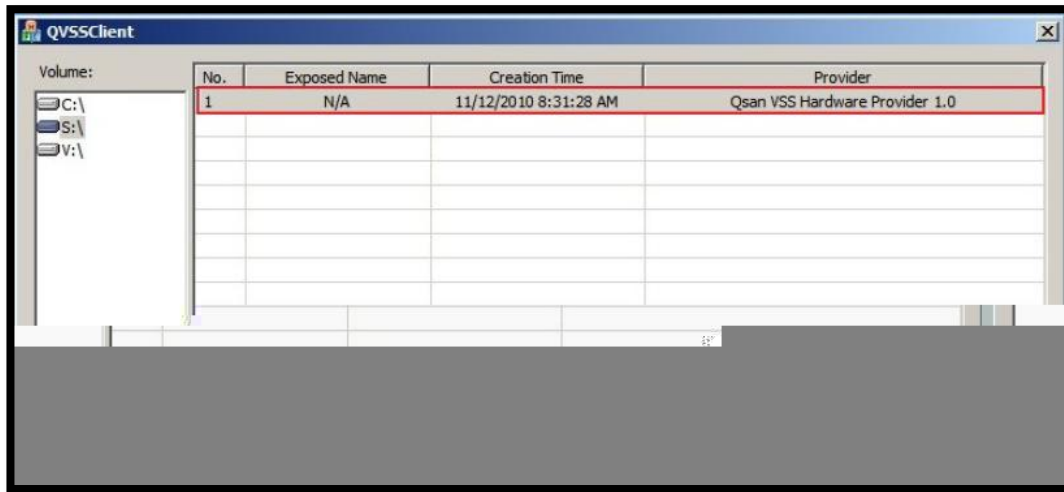 QVSSClient
Volume:
C:\
S:\
V:\
No. Exposed Name Creation Time Provider
1 N/A 11/12/2010 8:31:28 AM Qsan VSS Hardware Provider 1.0